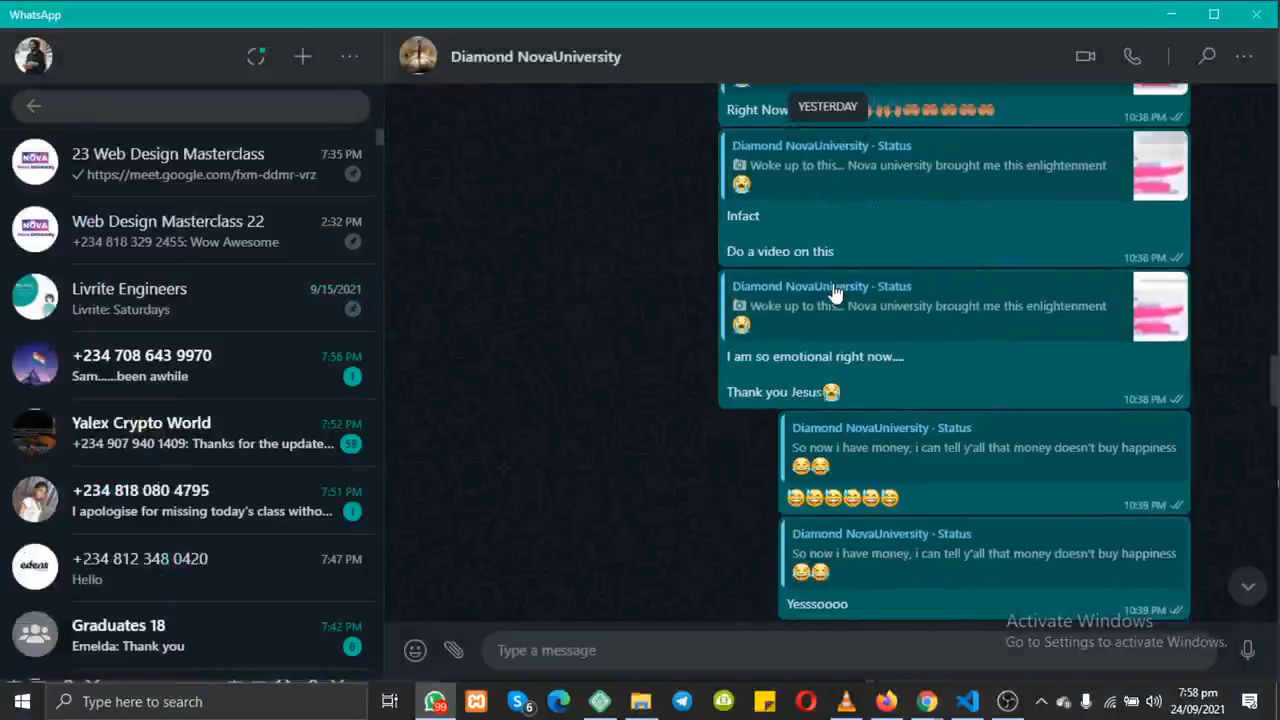 WhatsApp
Diamond NovaUniversity
23 Web Design Masterclass
7:35 PM
https://meet.google.com/fxm-ddmr-vrz
Web Design Masterclass 22
2:32 PM
+234 818 329 2455: Wow Awesome
Livrite Engineers
9/15/2021
Livrite: Saturday
+234 708 643 9970
7:56 PM
Sam......been awhile
1
Yalex Crypto World
7:52 PM
+234 907 940 1409: Thanks for the update...
58
+234 818 080 4795
7:51 PM
I apologise for missing today's class witho...
1
+234 812 348 0420
7:47 PM
Hello
Graduates 18
7:42 PM
Emelda: Thank you
6
YESTERDAY
Right Now
10:38 PM
Diamond NovaUniversity - Status
Woke up to this... Nova university brought me this enlightenment
😭
Infact
Do a video on this
10:38 PM
Diamond NovaUniversity - Status
Woke up to this... Nova university brought me this enlightenment
😭
I am so emotional right now....
Thank you Jesus😭
10:38 PM
Diamond NovaUniversity - Status
So now i have money, i can tell y'all that money doesn't buy happiness
😂😂
😅😅😅😅😅😅
10:39 PM
Diamond NovaUniversity - Status
So now i have money, i can tell y'all that money doesn't buy happiness
😂😂
Yesssoooo
10:39 PM
Type a message
Activate Windows
Go to Settings to activate Windows.
Type here to search
99
6
7:58 pm
24/09/2021